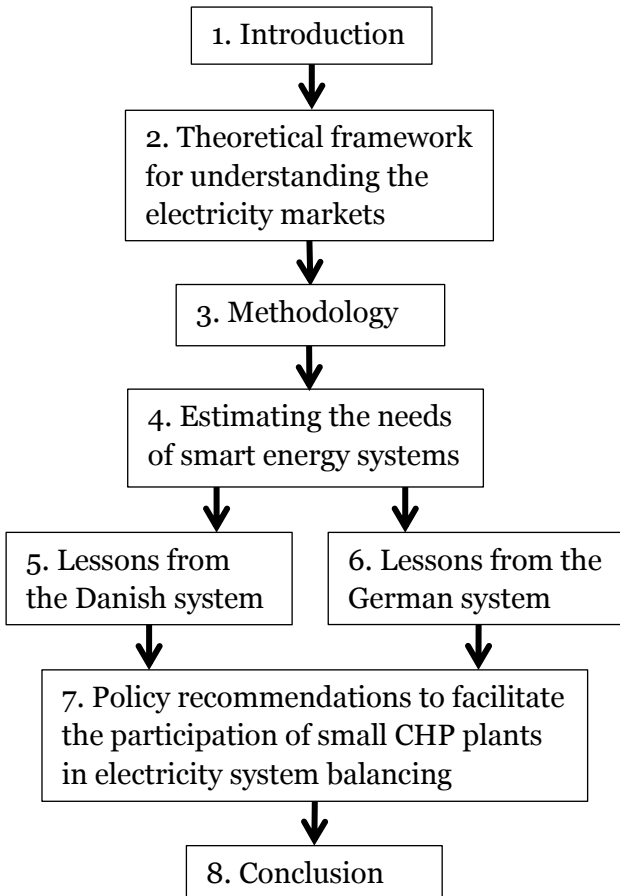 1. Introduction
2. Theoretical framework
for understanding the
electricity markets
3. Methodology
4. Estimating the needs
of smart energy systems
5. Lessons from
the Danish system
6. Lessons from the
German system
7. Policy recommendations to facilitate
the participation of small CHP plants
in electricity system balancing
8. Conclusion